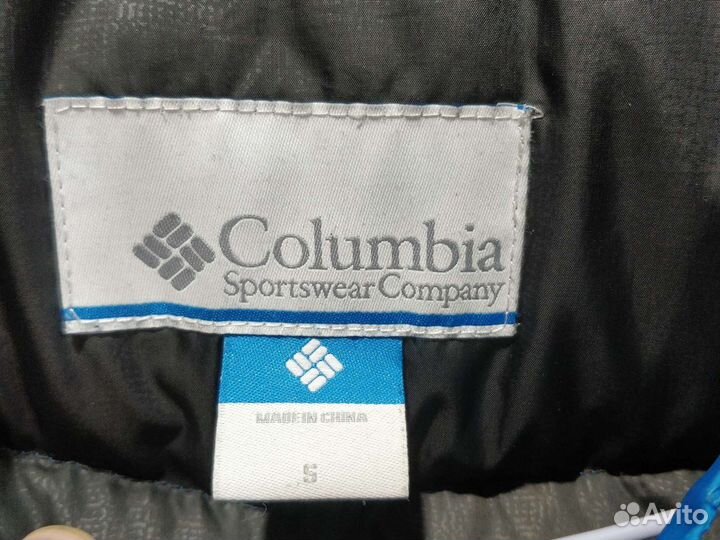 Columbia
Sportswear Company
MADE IN CHINA
S
Avito